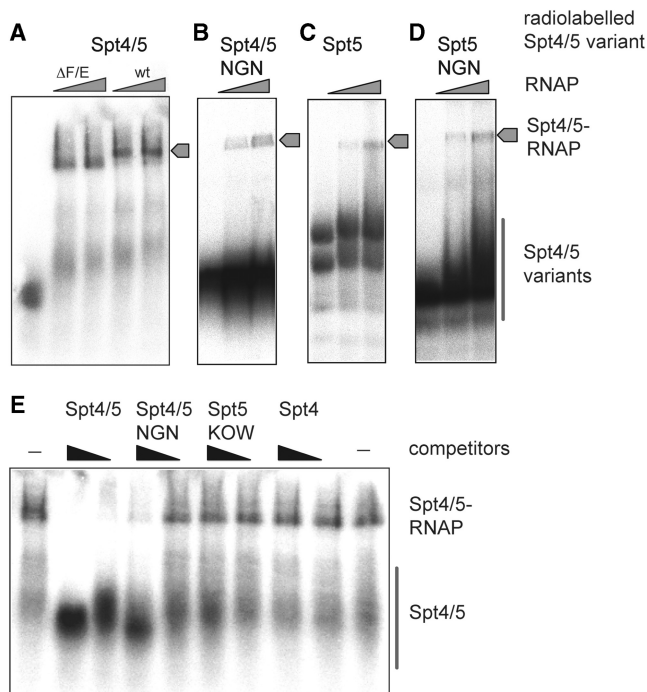 A
Spt4/5
ΔF/E
wt
B
Spt4/5
NGN
C
Spt5
D
Spt5
NGN
radiolabelled
Spt4/5 variant
RNAP
Spt4/5-
RNAP
Spt4/5
variants
E
–
Spt4/5
Spt4/5
NGN
Spt5
KOW
Spt4
–
competitors
Spt4/5-
RNAP
Spt4/5